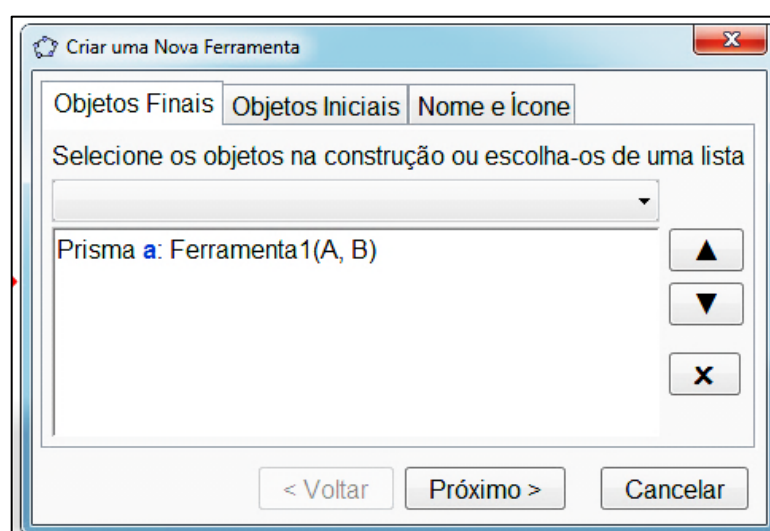 Criar uma Nova Ferramenta
X
Objetos Finais Objetos Iniciais Nome e Ícone
Selecione os objetos na construção ou escolha-os de uma lista
Prisma a: Ferramenta1(A, B)
▲
▼
x
< Voltar Próximo > Cancelar